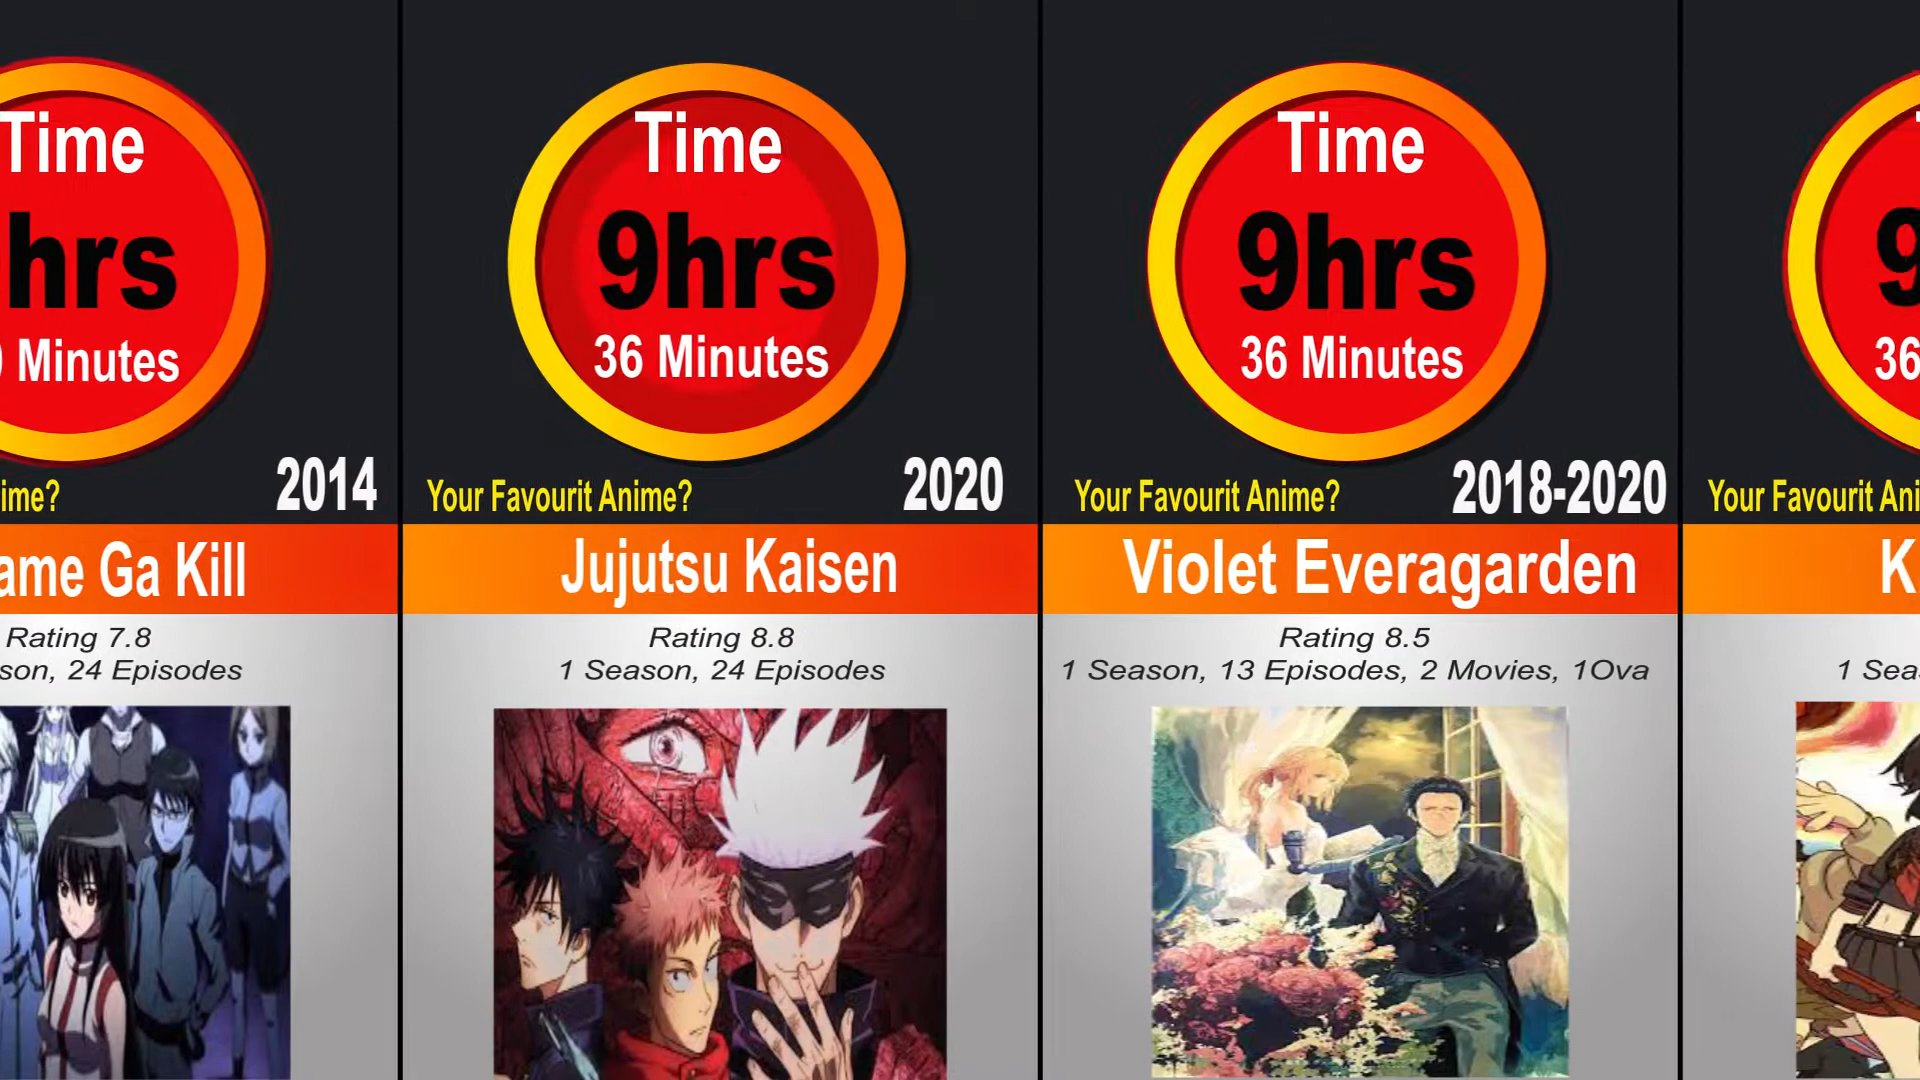 Time
hrs
Minutes
ime?
2014
ame Ga Kill
Rating 7.8
son, 24 Episodes
Time
9hrs
36 Minutes
Your Favourit Anime?
2020
Jujutsu Kaisen
Rating 8.8
1 Season, 24 Episodes
Time
9hrs
36 Minutes
Your Favourit Anime?
2018-2020
Violet Everagarden
Rating 8.5
1 Season, 13 Episodes, 2 Movies, 1Ova
9
36
Your Favourit Ani
K
1 Sea